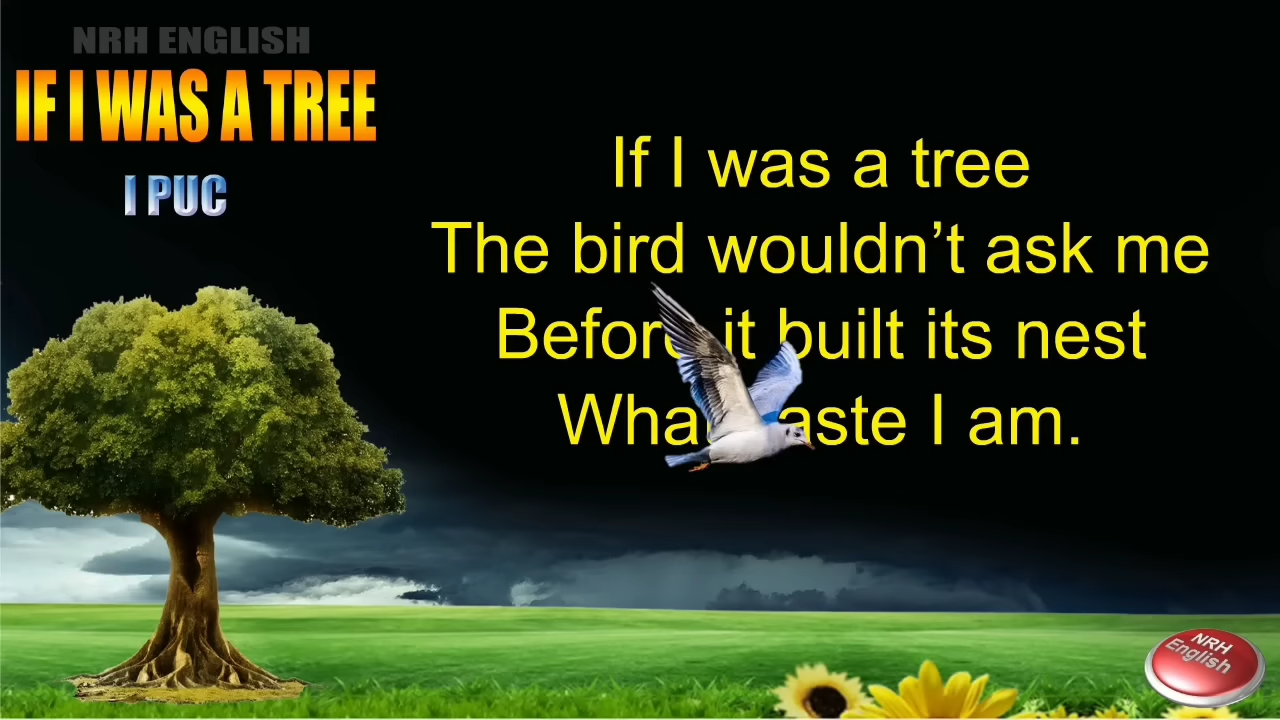 NRH ENGLISH
IF I WAS A TREE
I PUC
If I was a tree
The bird wouldn’t ask me
it built its nest
I am.
NRH
English